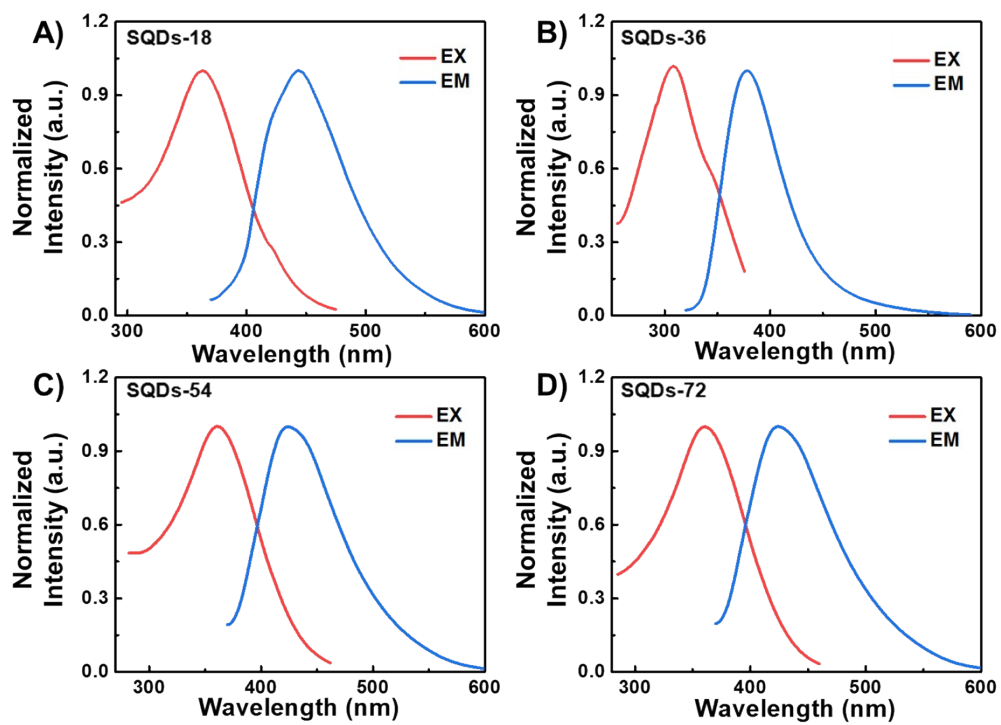 A)
SQDs-18
EX
EM
Normalized
Intensity (a.u.)
1.2
0.9
0.6
0.3
0.0
300 400 500 600
Wavelength (nm)
B)
SQDs-36
EX
EM
Normalized
Intensity (a.u.)
1.2
0.9
0.6
0.3
0.0
300 400 500 600
Wavelength (nm)
C)
SQDs-54
EX
EM
Normalized
Intensity (a.u.)
1.2
0.9
0.6
0.3
0.0
300 400 500 600
Wavelength (nm)
D)
SQDs-72
EX
EM
Normalized
Intensity (a.u.)
1.2
0.9
0.6
0.3
0.0
300 400 500 600
Wavelength (nm)